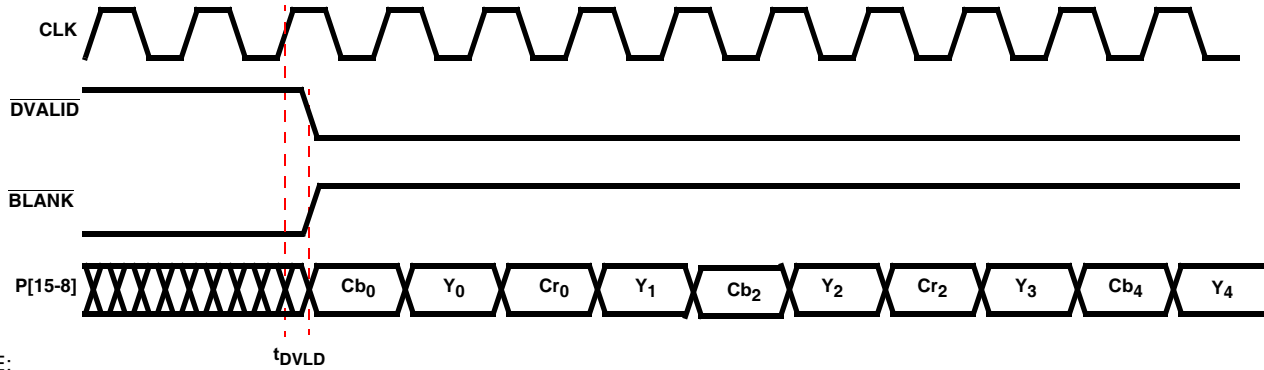 CLK
DVALID
BLANK
P[15-8] Cb0 Y0 Cr0 Y1 Cb2 Y2 Cr2 Y3 Cb4 Y4
tDVLD
E: